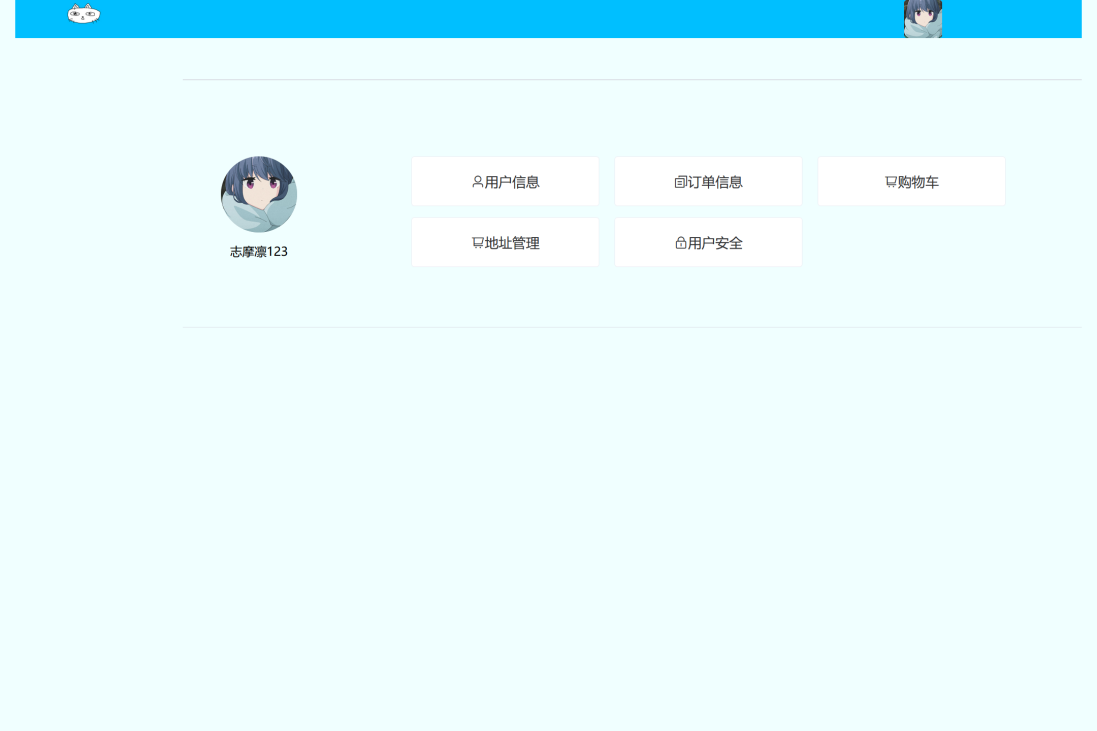 用户信息
订单信息
购物车
志摩凛123
地址管理
用户安全